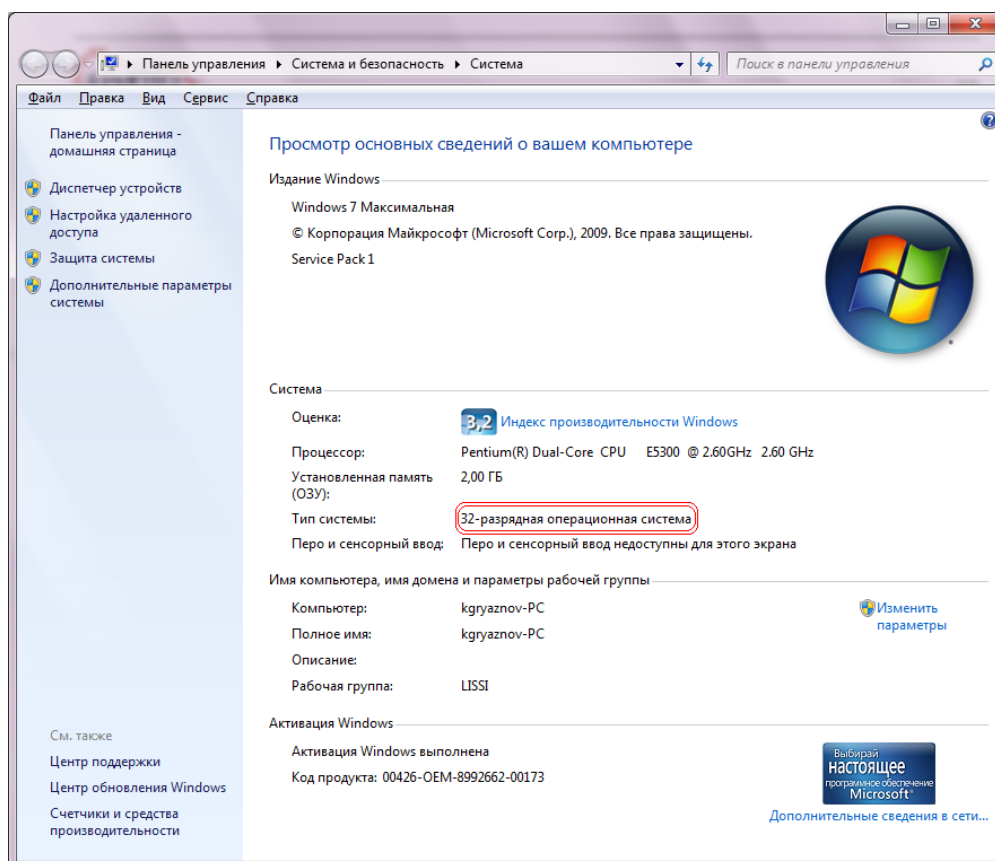 Панель управления ▸ Система и безопасность ▸ Система
Поиск в панели управления
Файл Правка Вид Сервис Справка
Панель управления -
домашняя страница
Диспетчер устройств
Настройка удаленного
доступа
Защита системы
Дополнительные параметры
системы
Просмотр основных сведений о вашем компьютере
Издание Windows
Windows 7 Максимальная
© Корпорация Майкрософт (Microsoft Corp.), 2009. Все права защищены.
Service Pack 1
Система
Оценка: 3,2 Индекс производительности Windows
Процессор: Pentium(R) Dual-Core CPU E5300 @ 2.60GHz 2.60 GHz
Установленная память
(ОЗУ): 2,00 ГБ
Тип системы: 32-разрядная операционная система
Перо и сенсорный ввод: Перо и сенсорный ввод недоступны для этого экрана
Имя компьютера, имя домена и параметры рабочей группы
Компьютер: kgryaznov-PC
Изменить
параметры
Полное имя: kgryaznov-PC
Описание:
Рабочая группа: LISSI
Активация Windows
Активация Windows выполнена
Код продукта: 00426-OEM-8992662-00173
Выбирай
настоящее
программное обеспечение
Microsoft®
Дополнительные сведения в сети...
См. также
Центр поддержки
Центр обновления Windows
Счетчики и средства
производительности